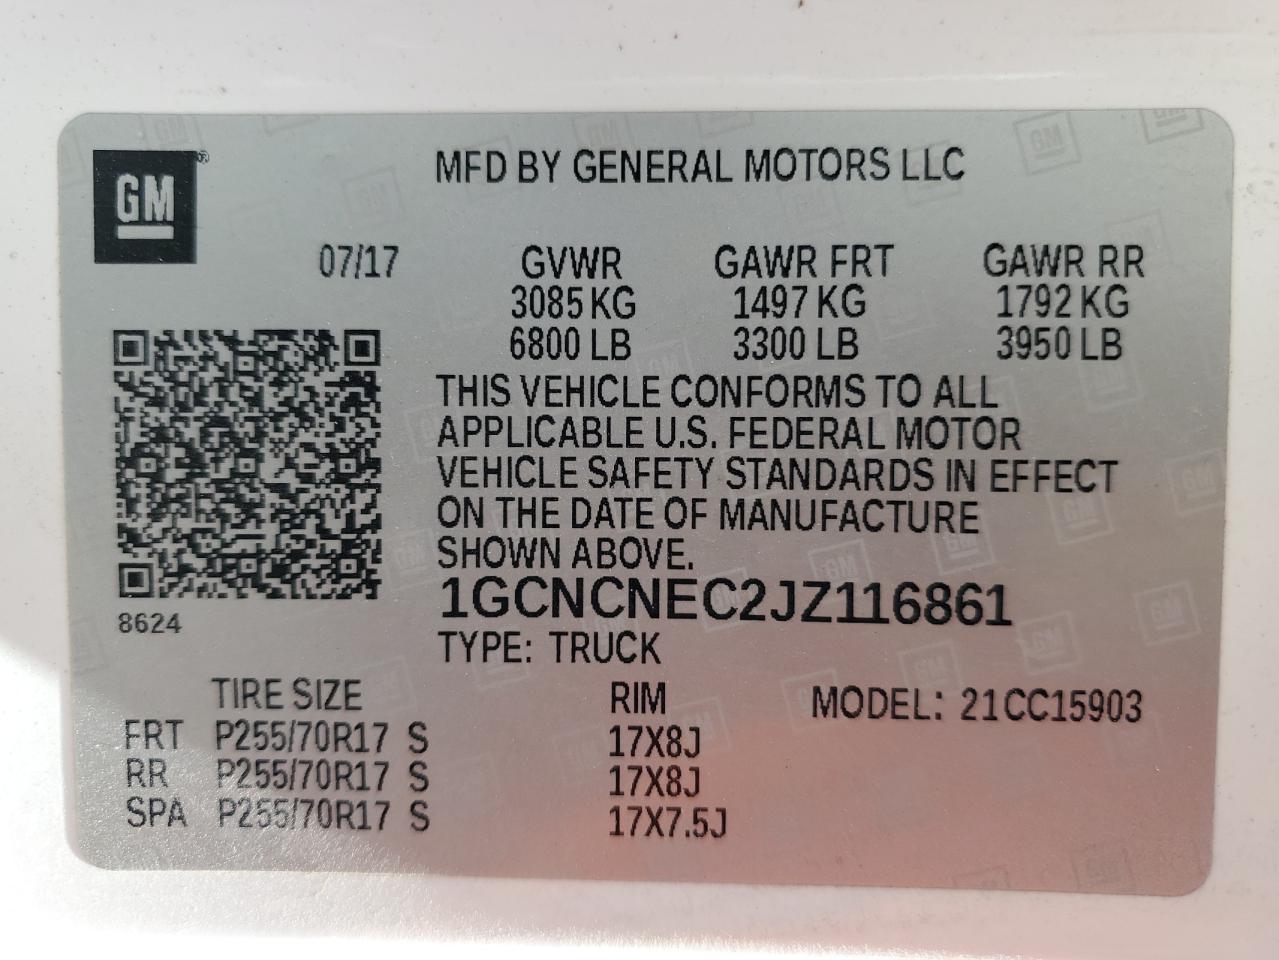 GM
MFD BY GENERAL MOTORS LLC
07/17 GVWR GAWR FRT GAWR RR
3085 KG 1497 KG 1792 KG
6800 LB 3300 LB 3950 LB
THIS VEHICLE CONFORMS TO ALL
APPLICABLE U.S. FEDERAL MOTOR
VEHICLE SAFETY STANDARDS IN EFFECT
ON THE DATE OF MANUFACTURE
SHOWN ABOVE.
1GCNCNEC2JZ116861
8624
TYPE: TRUCK
TIRE SIZE RIM MODEL: 21CC15903
FRT P255/70R17 S 17X8J
RR P255/70R17 S 17X8J
SPA P255/70R17 S 17X7.5J